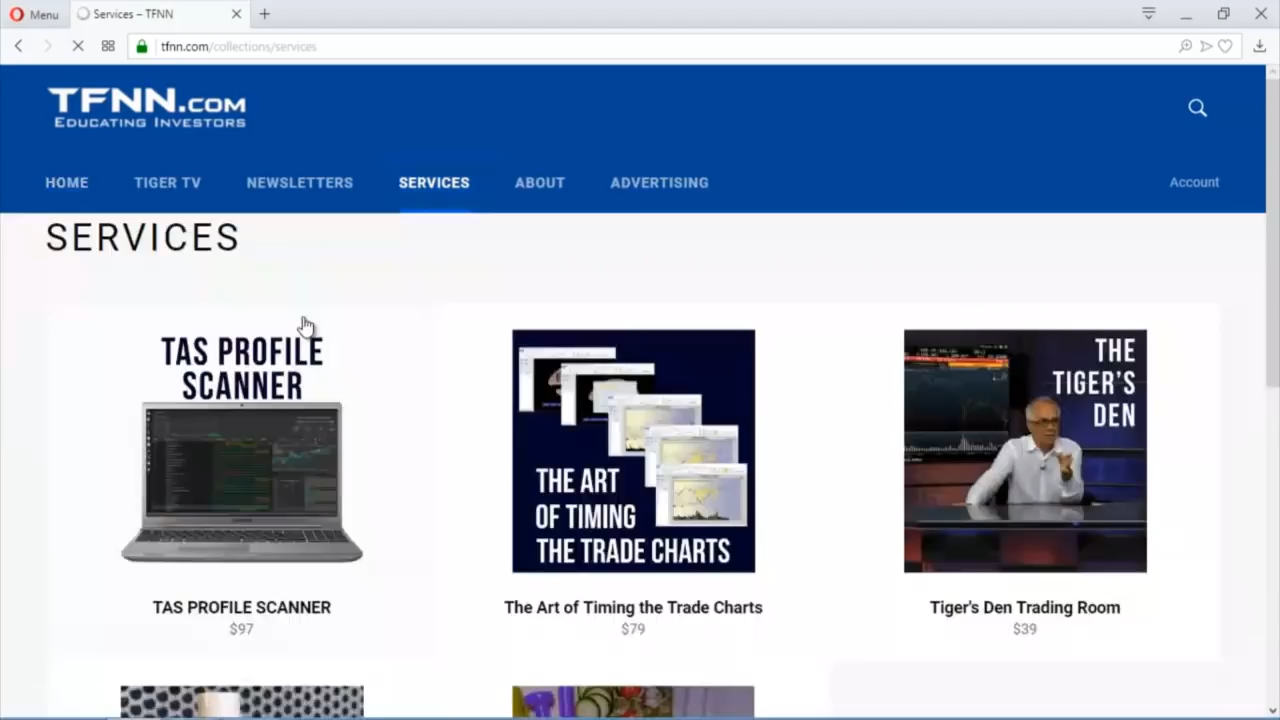 Menu
Services – TFNN
tfnn.com/collections/services
TFNN.COM
EDUCATING INVESTORS
HOME
TIGER TV
NEWSLETTERS
SERVICES
ABOUT
ADVERTISING
Account
SERVICES
TAS PROFILE
SCANNER
TAS PROFILE SCANNER
$97
THE ART
OF TIMING
THE TRADE CHARTS
The Art of Timing the Trade Charts
$79
THE
TIGER'S
DEN
Tiger's Den Trading Room
$39